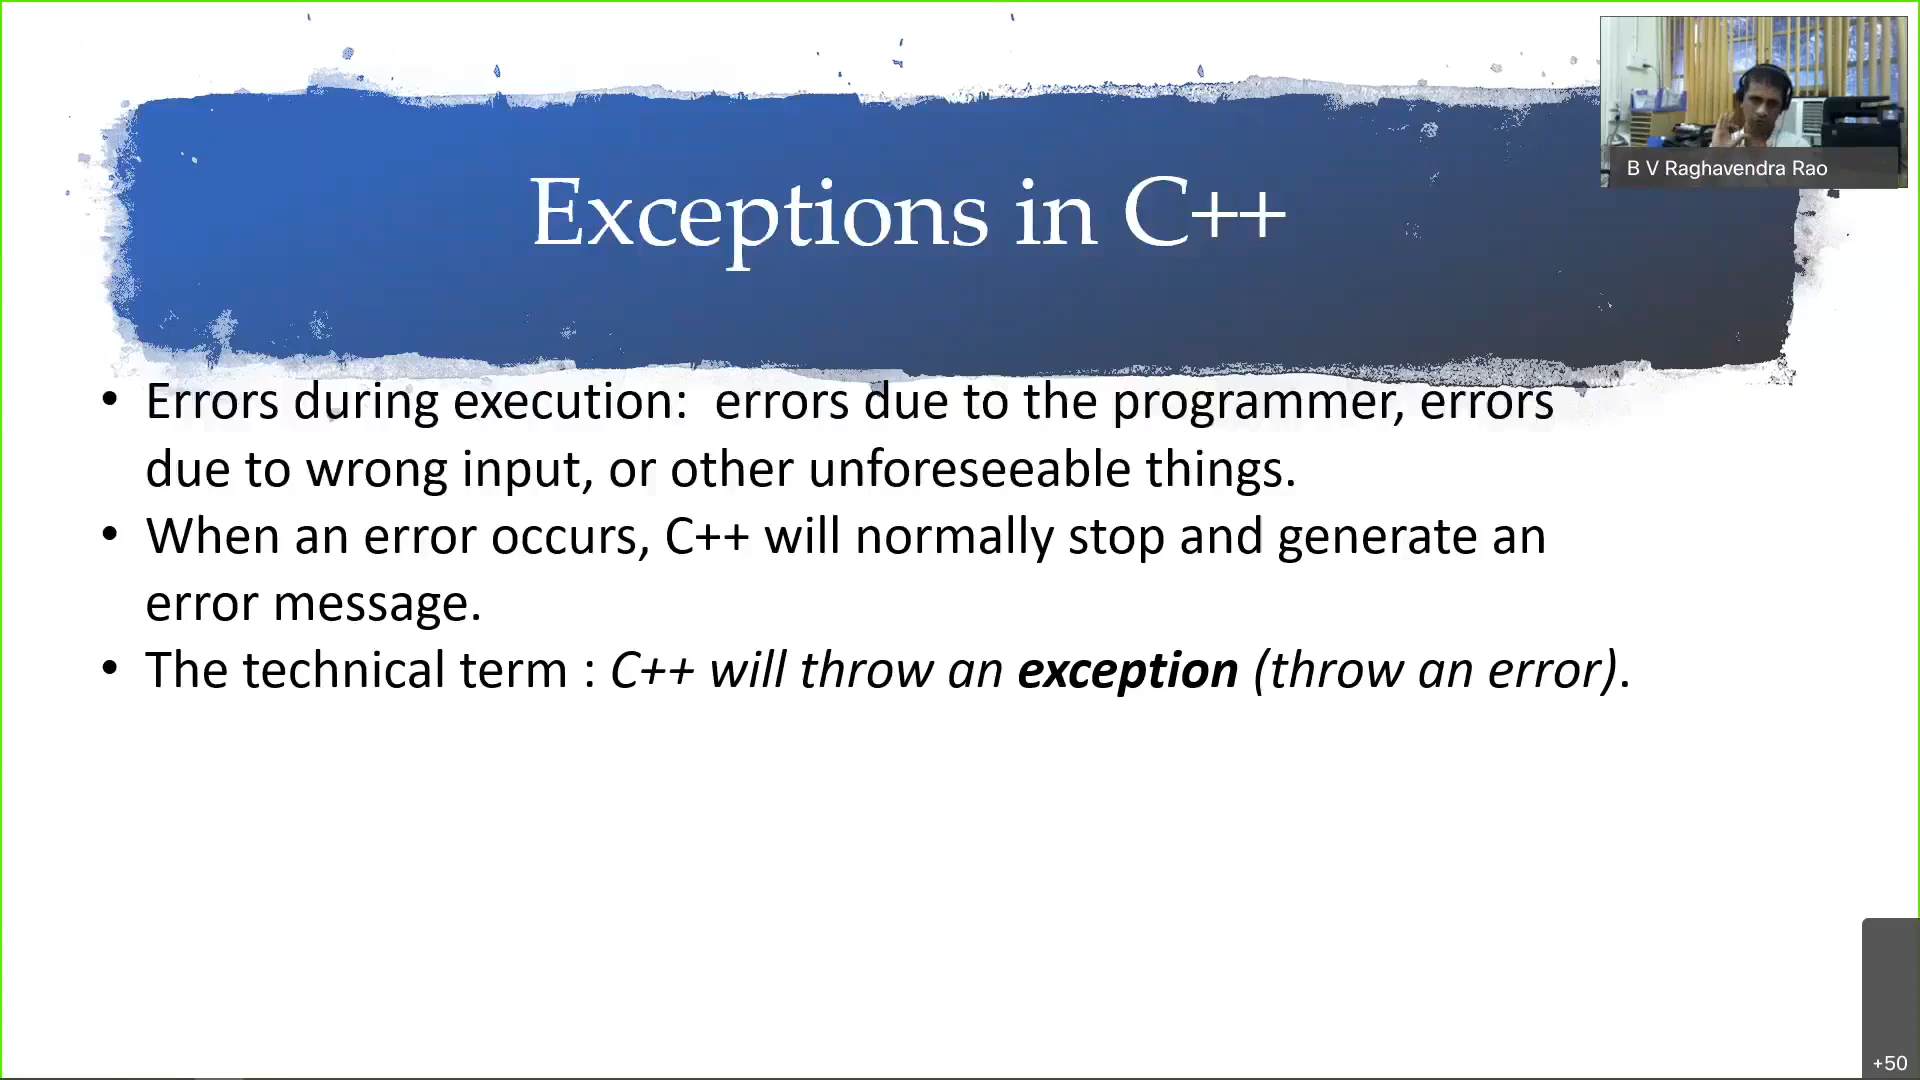 B V Raghavendra Rao
Exceptions in C++
• Errors during execution:  errors due to the programmer, errors
due to wrong input, or other unforeseeable things.
• When an error occurs, C++ will normally stop and generate an
error message.
• The technical term : C++ will throw an exception (throw an error).
+50